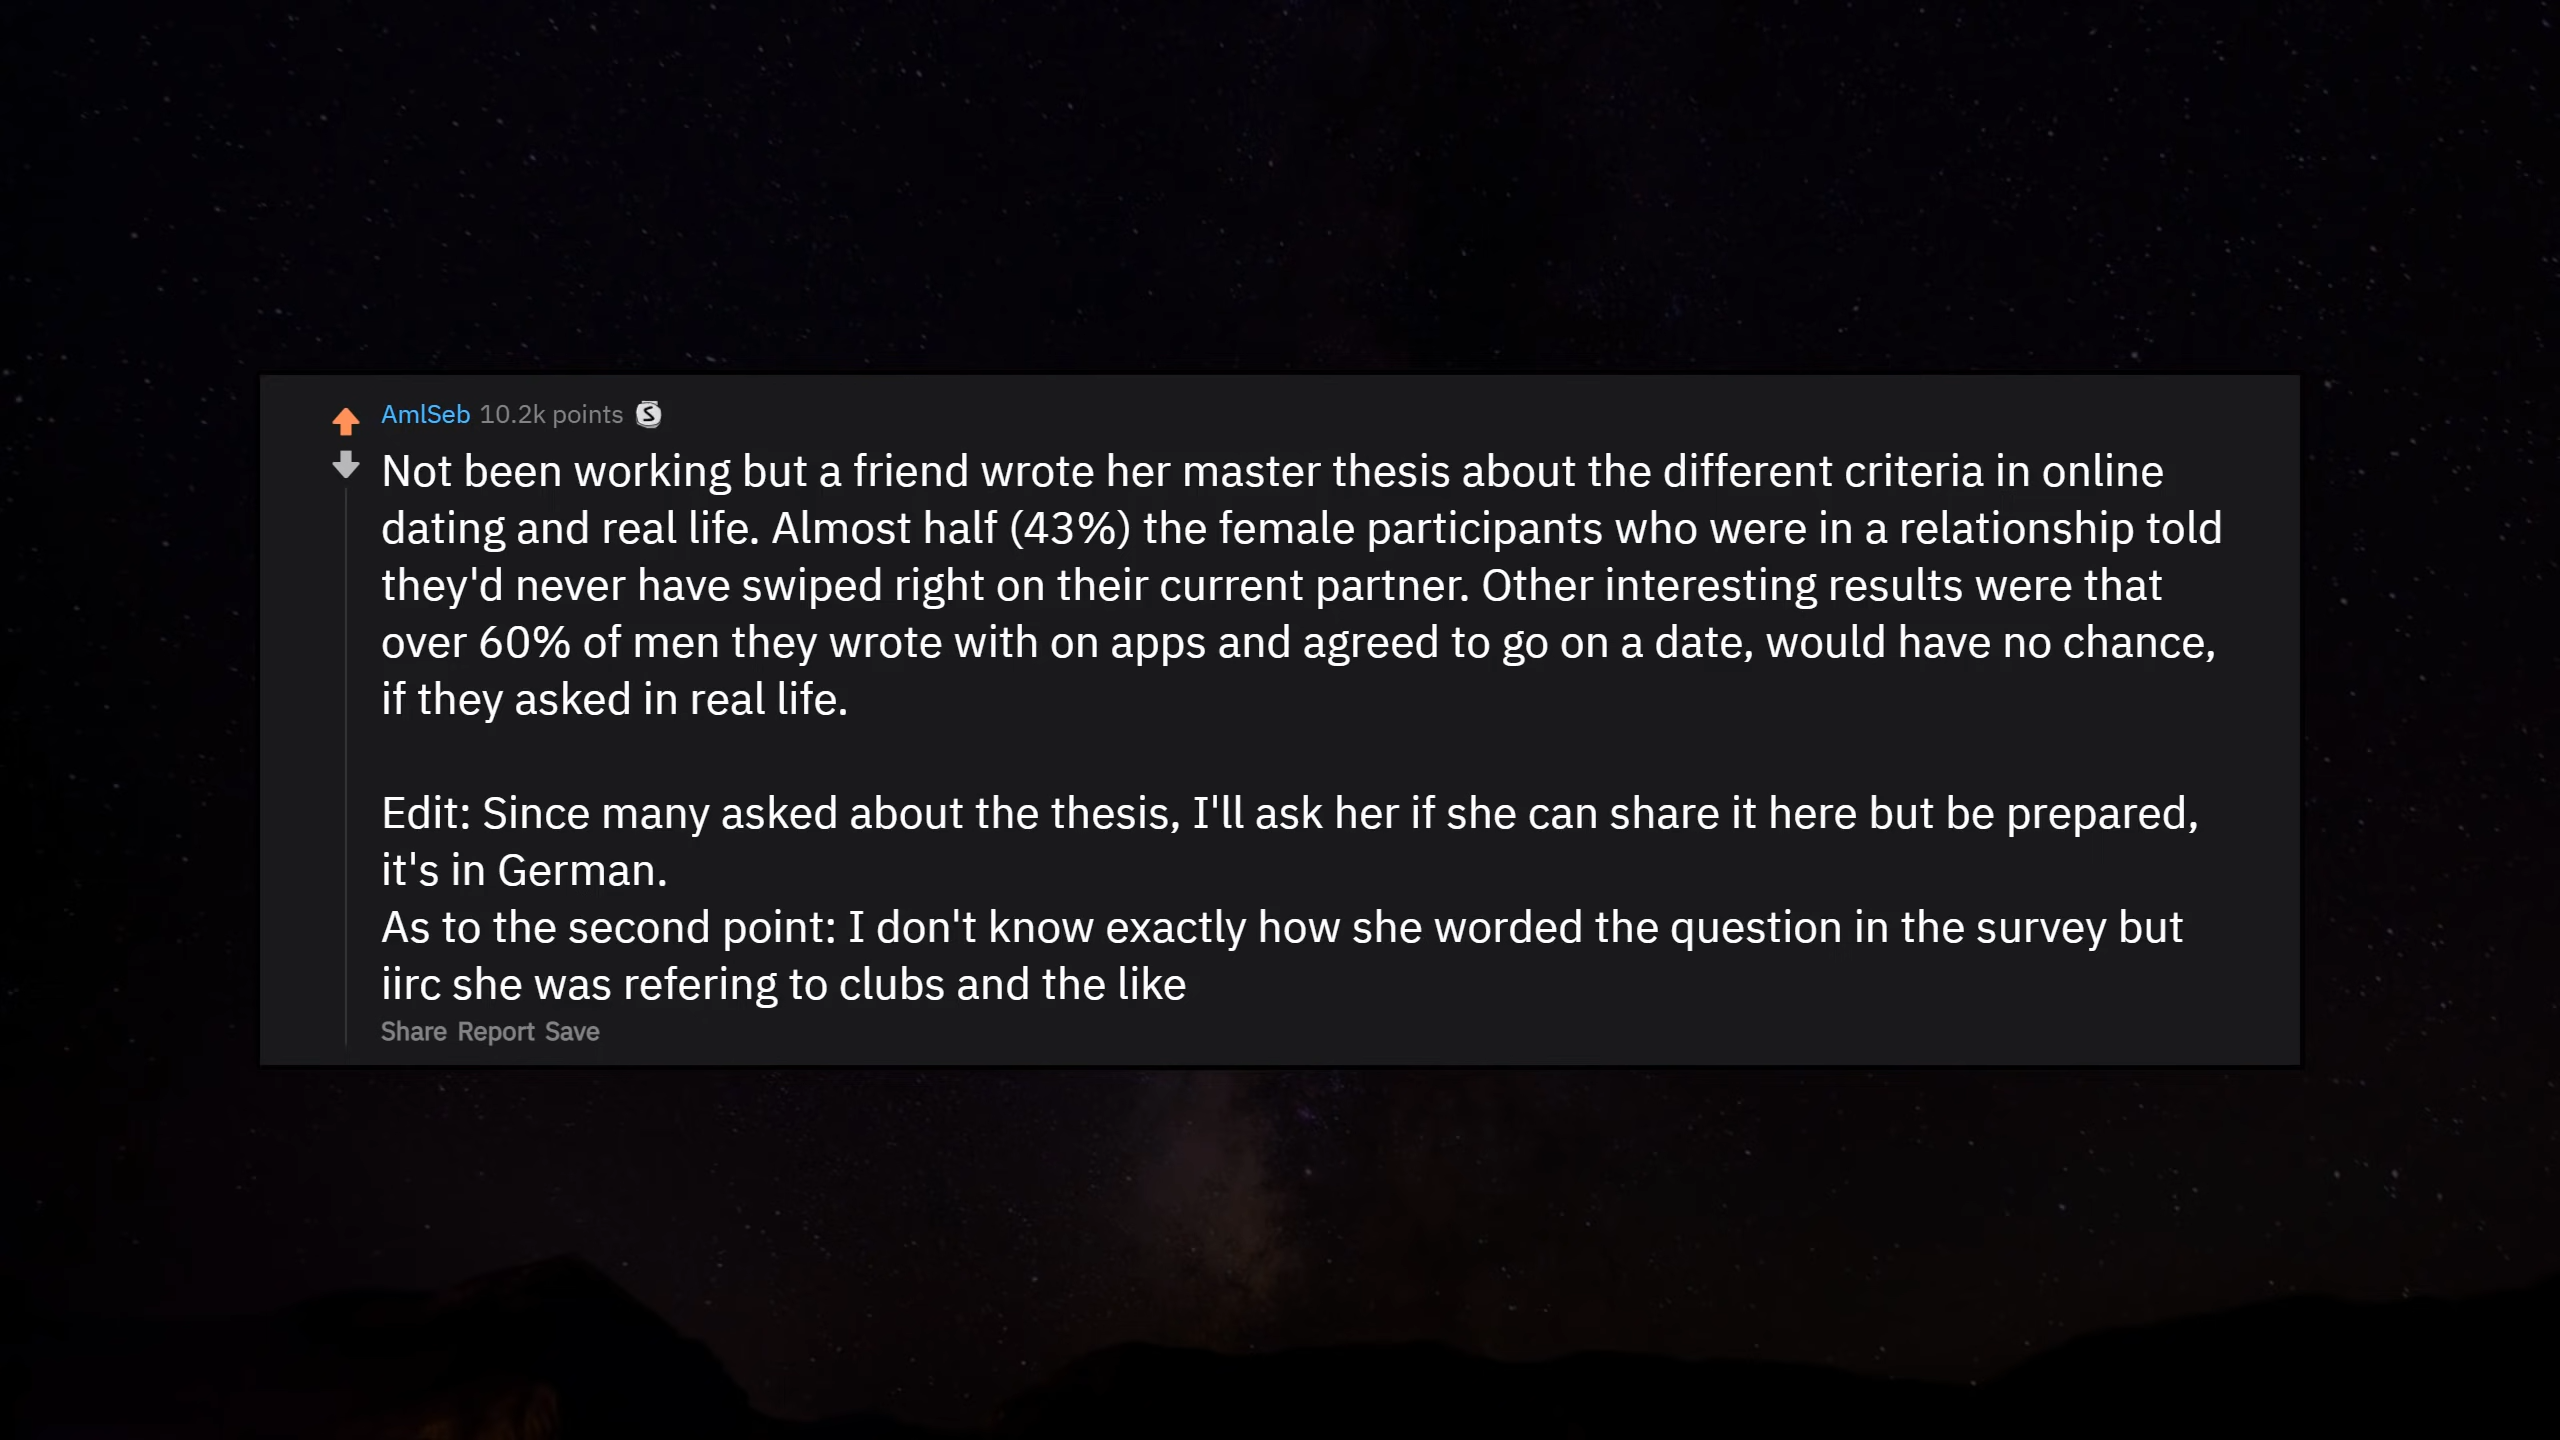 AmlSeb 10.2k points S
Not been working but a friend wrote her master thesis about the different criteria in online
dating and real life. Almost half (43%) the female participants who were in a relationship told
they'd never have swiped right on their current partner. Other interesting results were that
over 60% of men they wrote with on apps and agreed to go on a date, would have no chance,
if they asked in real life.
Edit: Since many asked about the thesis, I'll ask her if she can share it here but be prepared,
it's in German.
As to the second point: I don't know exactly how she worded the question in the survey but
iirc she was refering to clubs and the like
Share Report Save